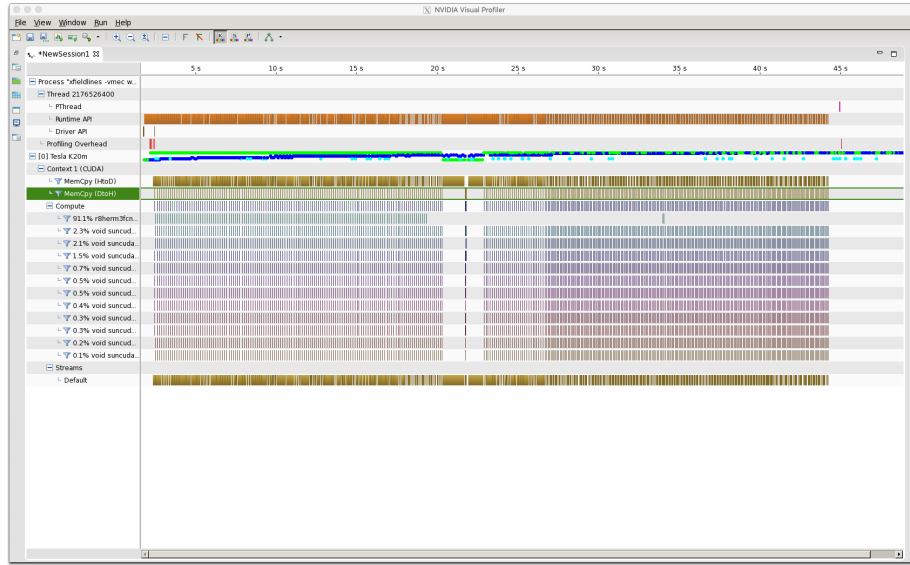 NVIDIA Visual Profiler
File View Window Run Help
*NewSession1
5 s 10 s 15 s 20 s 25 s 30 s 35 s 40 s 45 s
Process "xfieldlines -vmec w...
Thread 2176526400
PThread
Runtime API
Driver API
Profiling Overhead
[0] Tesla K20m
Context 1 (CUDA)
MemCpy (HtoD)
MemCpy (DtoH)
Compute
91.1% r8herm3fcn...
2.3% void suncud...
2.1% void suncuda...
1.5% void suncuda...
0.7% void suncud...
0.5% void suncud...
0.5% void suncud...
0.4% void suncud...
0.3% void suncud...
0.3% void suncud...
0.2% void suncud...
0.1% void suncuda...
Streams
Default